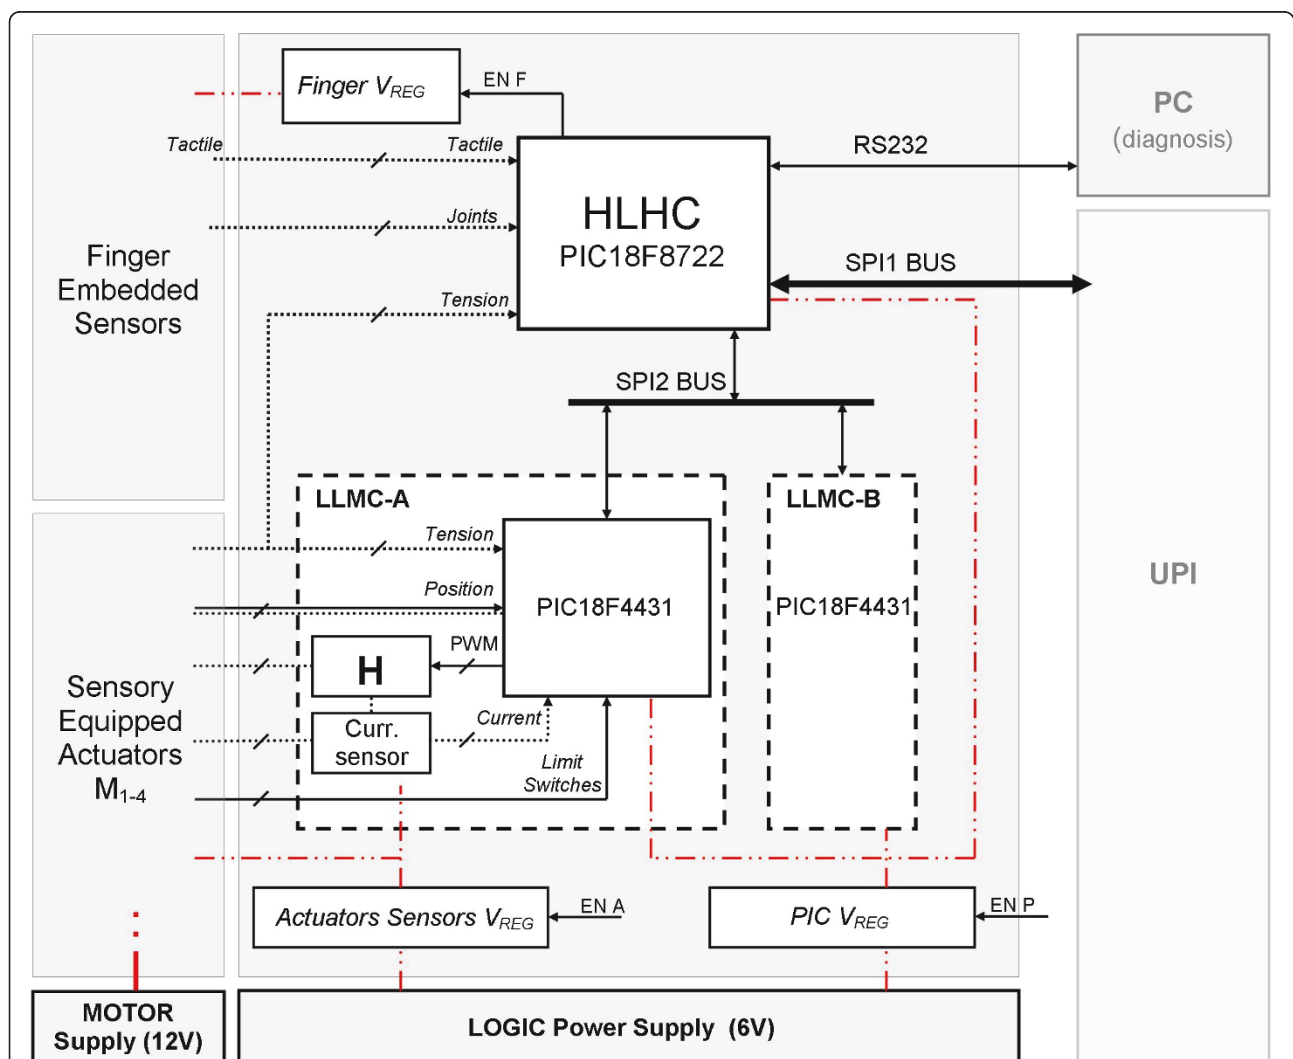 Finger VREG
EN F
Tactile
Tactile
RS232
PC
(diagnosis)
HLHC
PIC18F8722
Joints
Finger
Embedded
Sensors
SPI1 BUS
Tension
SPI2 BUS
LLMC-A
LLMC-B
Tension
Position
PIC18F4431
PIC18F4431
UPI
H
PWM
Sensory
Equipped
Actuators
M1-4
Curr.
sensor
Current
Limit
Switches
Actuators Sensors VREG
EN A
PIC VREG
EN P
MOTOR
Supply (12V)
LOGIC Power Supply (6V)